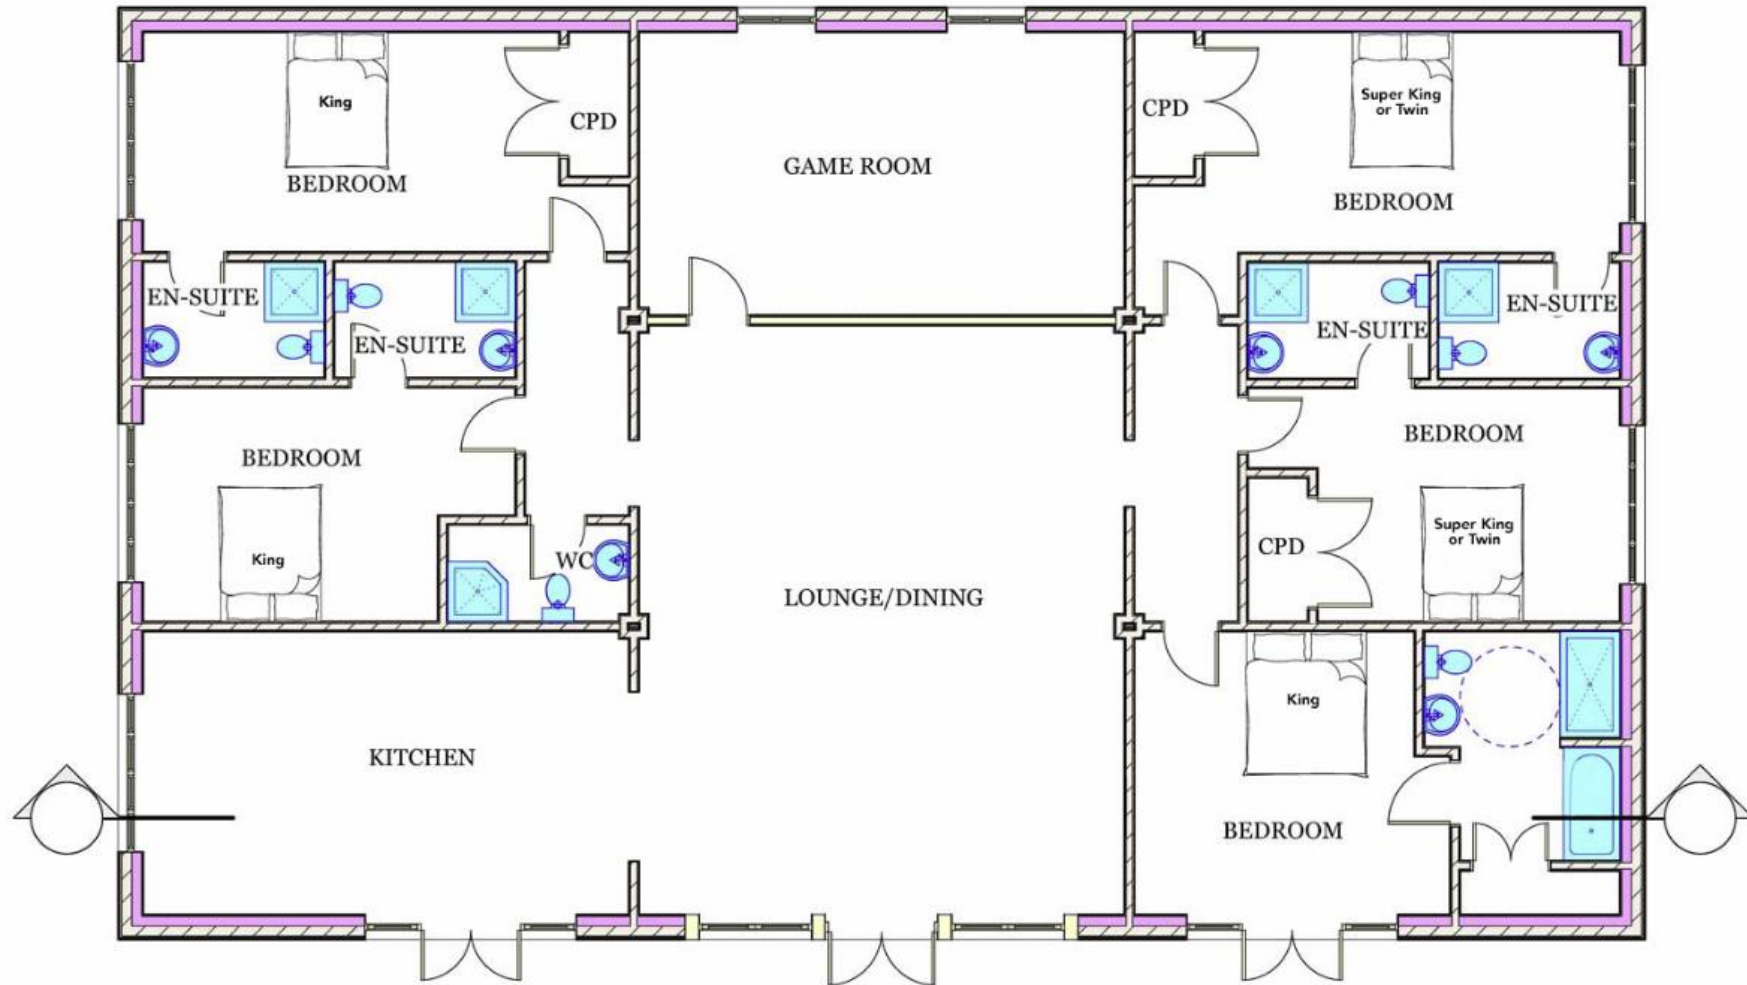 King
CPD
BEDROOM
GAME ROOM
CPD
Super King
or Twin
BEDROOM
EN-SUITE
EN-SUITE
EN-SUITE
EN-SUITE
BEDROOM
King
WC
LOUNGE/DINING
BEDROOM
CPD
Super King
or Twin
KITCHEN
King
BEDROOM